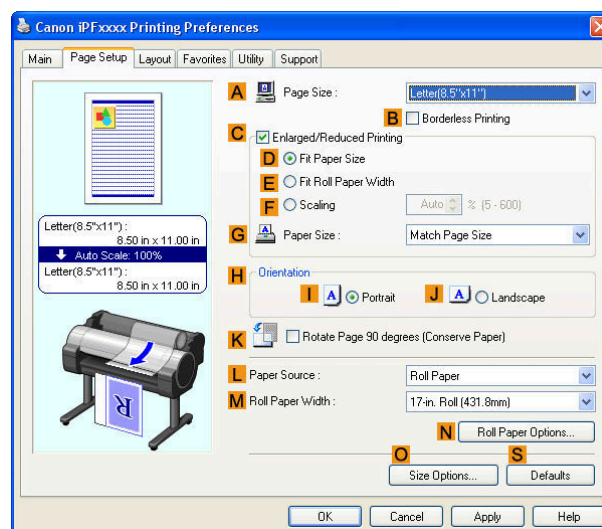 Canon iPFxxxx Printing Preferences
Main Page Setup Layout Favorites Utility Support
A Page Size : Letter(8.5"x11")
B Borderless Printing
C Enlarged/Reduced Printing
D Fit Paper Size
E Fit Roll Paper Width
F Scaling Auto % (5 - 600)
G Paper Size : Match Page Size
Letter(8.5"x11") :
8.50 in x 11.00 in
Auto Scale: 100%
Letter(8.5"x11") :
8.50 in x 11.00 in
H Orientation
I A Portrait J A Landscape
K Rotate Page 90 degrees (Conserve Paper)
R
L Paper Source : Roll Paper
M Roll Paper Width : 17-in. Roll (431.8mm)
N Roll Paper Options...
O S
Size Options... Defaults
OK Cancel Apply Help